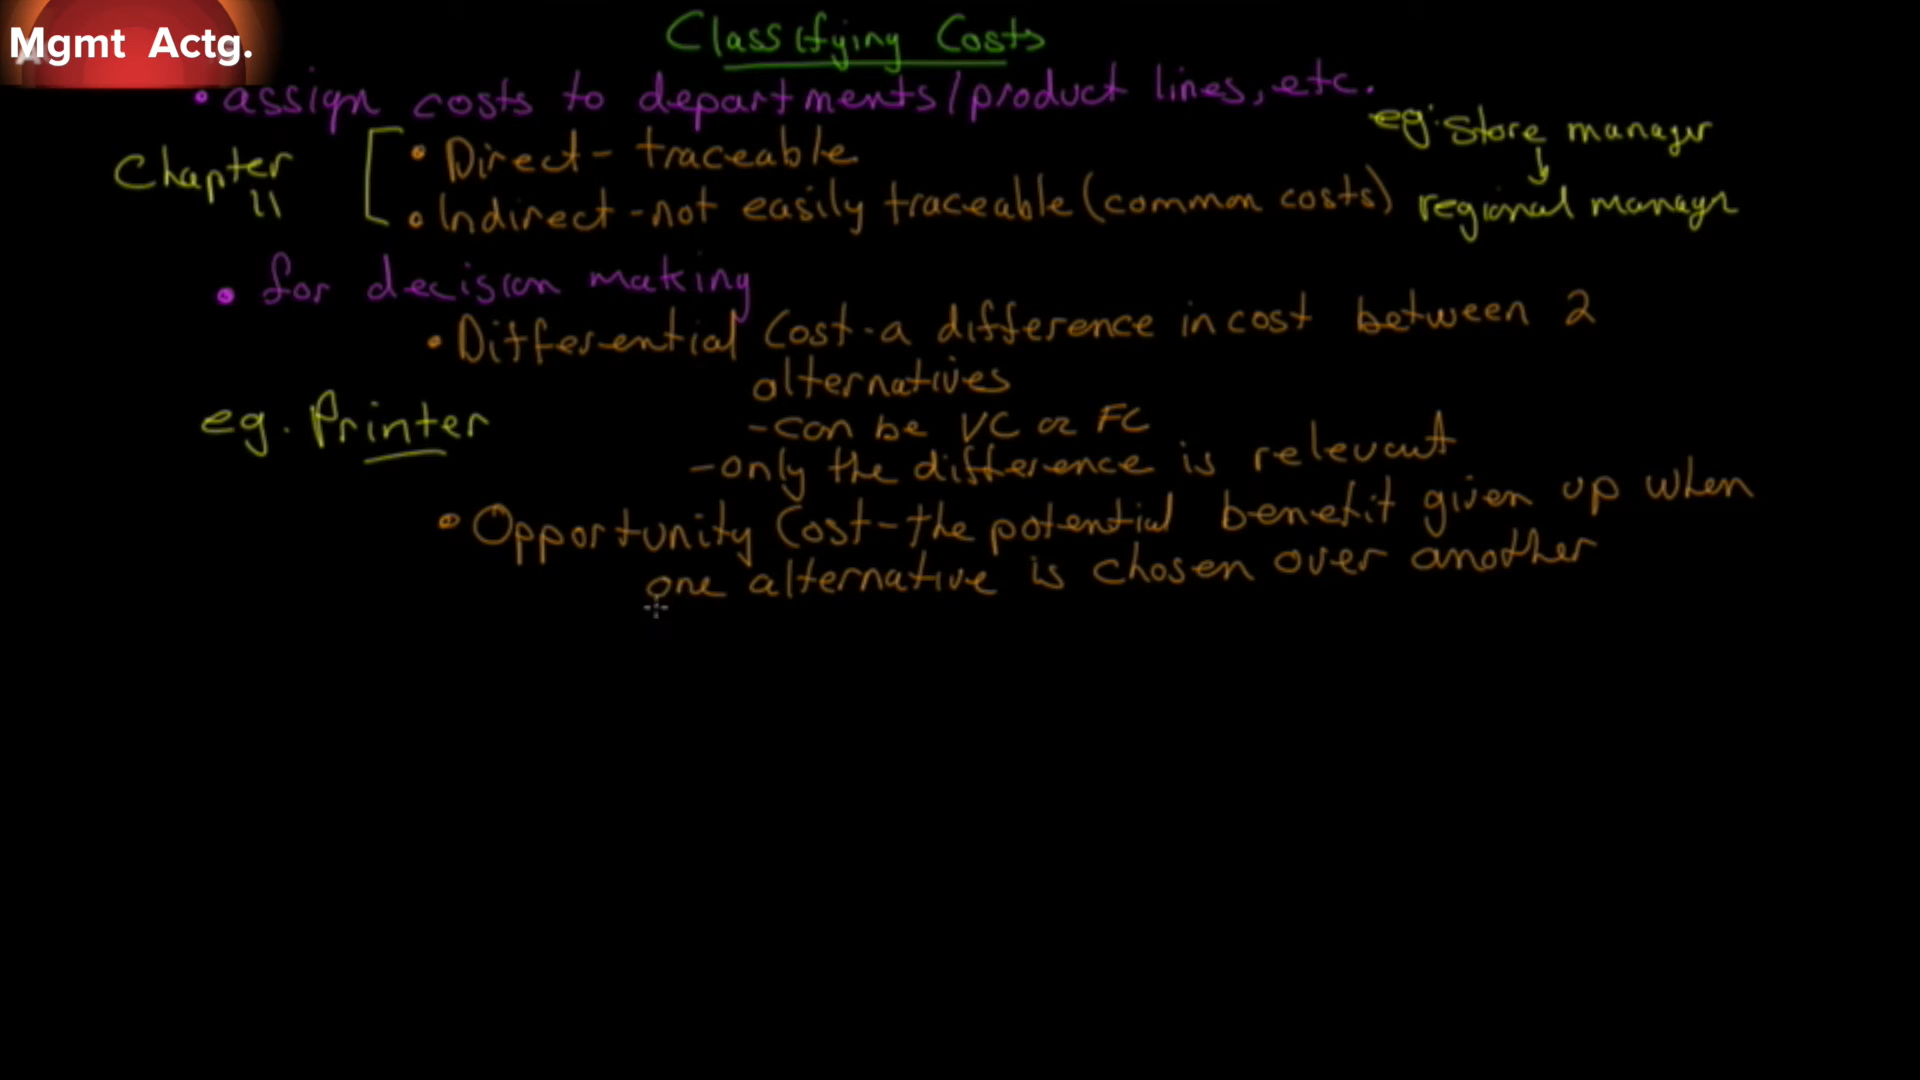 Mgmt Actg.
Classifying Costs
• assign costs to departments/product lines, etc.
Chapter 11
• Direct - traceable
• Indirect - not easily traceable (common costs)
eg. Store manager
regional manager
• for decision making
• Differential Cost - a difference in cost between 2
alternatives
eg. Printer
- can be VC or FC
- only the difference is relevant
• Opportunity Cost - the potential benefit given up when
one alternative is chosen over another